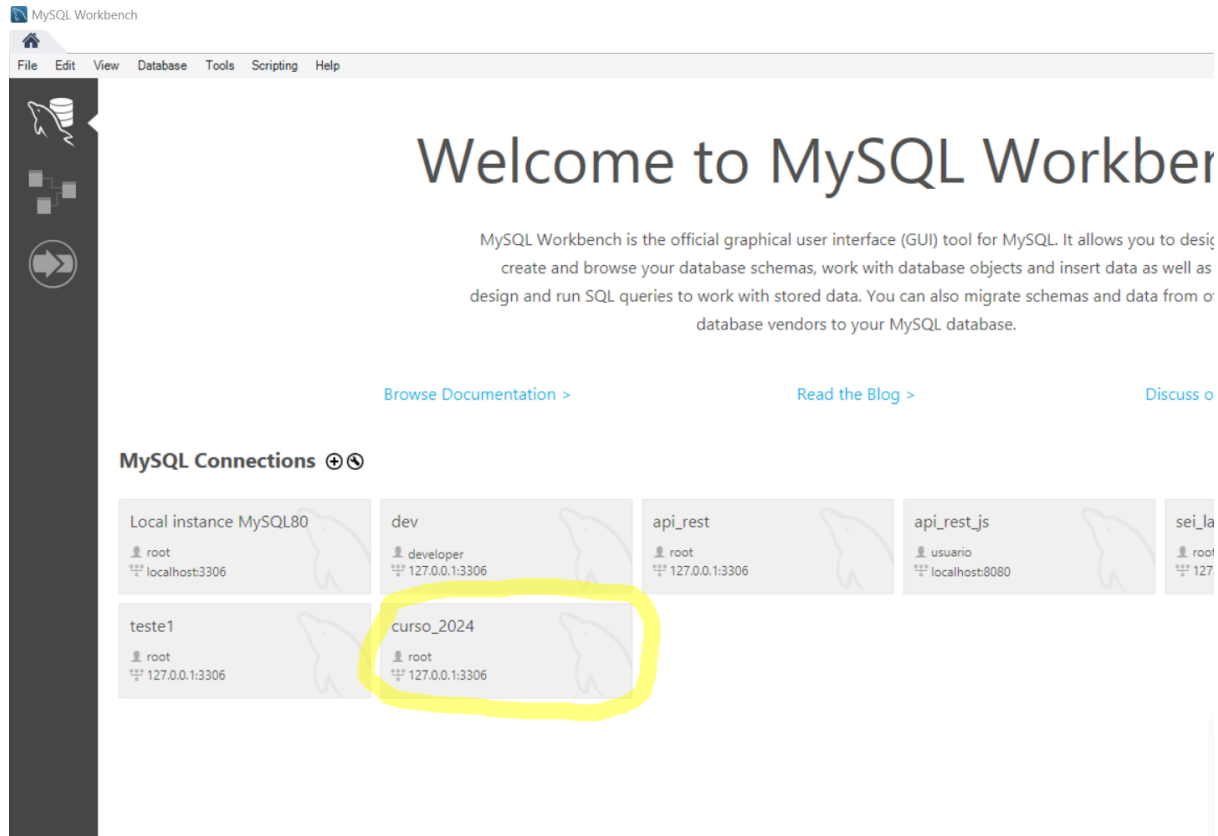 MySQL Workbench
File Edit View Database Tools Scripting Help
Welcome to MySQL
MySQL Workbench is the official graphical user interface (GUI) tool for MySQL. It allows you to
create and browse your database schemas, work with database objects and insert data as well as
design and run SQL queries to work with stored data. You can also migrate schemas and data from
database vendors to your MySQL database.
Browse Documentation >
Read the Blog >
Discuss
MySQL Connections
Local instance MySQL80
root
localhost:3306
dev
developer
127.0.0.1:3306
api_rest
root
127.0.0.1:3306
api_rest_js
usuario
localhost:8080
root
127.
teste1
root
127.0.0.1:3306
curso_2024
root
127.0.0.1:3306